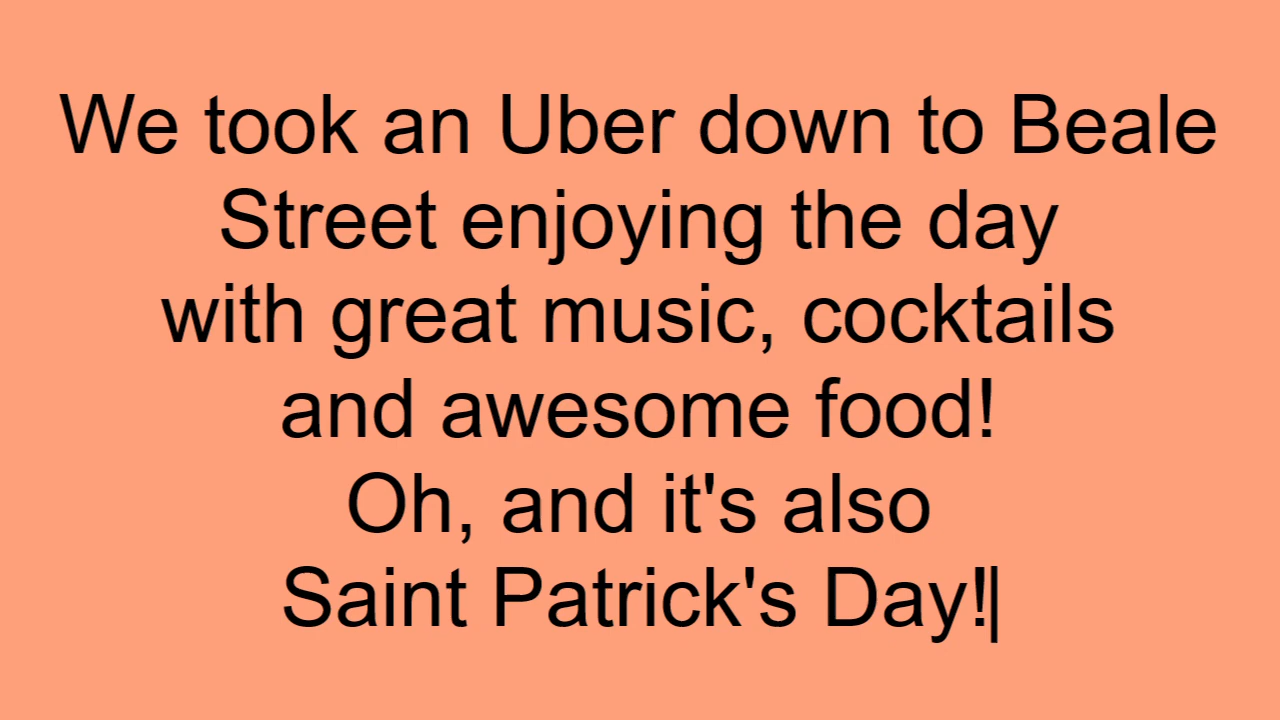 We took an Uber down to Beale
Street enjoying the day
with great music, cocktails
and awesome food!
Oh, and it's also
Saint Patrick's Day!